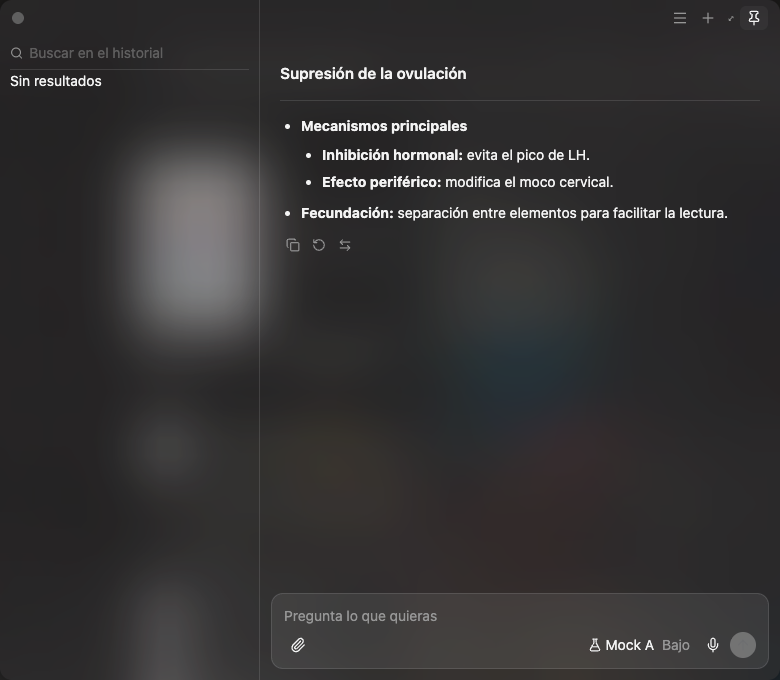 Buscar en el historial
Sin resultados
Supresión de la ovulación
Mecanismos principales
Inhibición hormonal: evita el pico de LH.
Efecto periférico: modifica el moco cervical.
Fecundación: separación entre elementos para facilitar la lectura.
Pregunta lo que quieras
Mock A Bajo